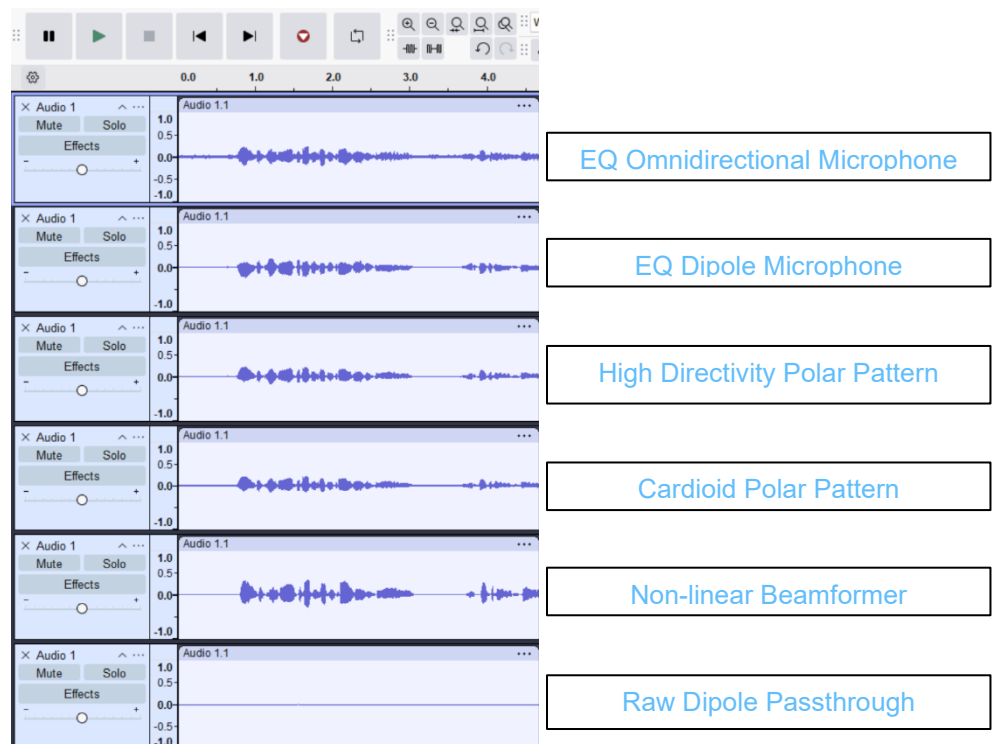 W
0.0 1.0 2.0 3.0 4.0
× Audio 1
Mute Solo
Effects
- +
1.0
0.5
0.0
-0.5
-1.0
Audio 1.1
EQ Omnidirectional Microphone
× Audio 1
Mute Solo
Effects
- +
1.0
0.5
0.0
-1.0
Audio 1.1
EQ Dipole Microphone
× Audio 1
Mute Solo
Effects
- +
1.0
0.5
0.0
-1.0
Audio 1.1
High Directivity Polar Pattern
× Audio 1
Mute Solo
Effects
- +
1.0
0.5
0.0
-1.0
Audio 1.1
Cardioid Polar Pattern
× Audio 1
Mute Solo
Effects
- +
1.0
0.5
0.0
-1.0
Audio 1.1
Non-linear Beamformer
× Audio 1
Mute Solo
Effects
- +
1.0
0.5
0.0
-0.5
-1.0
Audio 1.1
Raw Dipole Passthrough